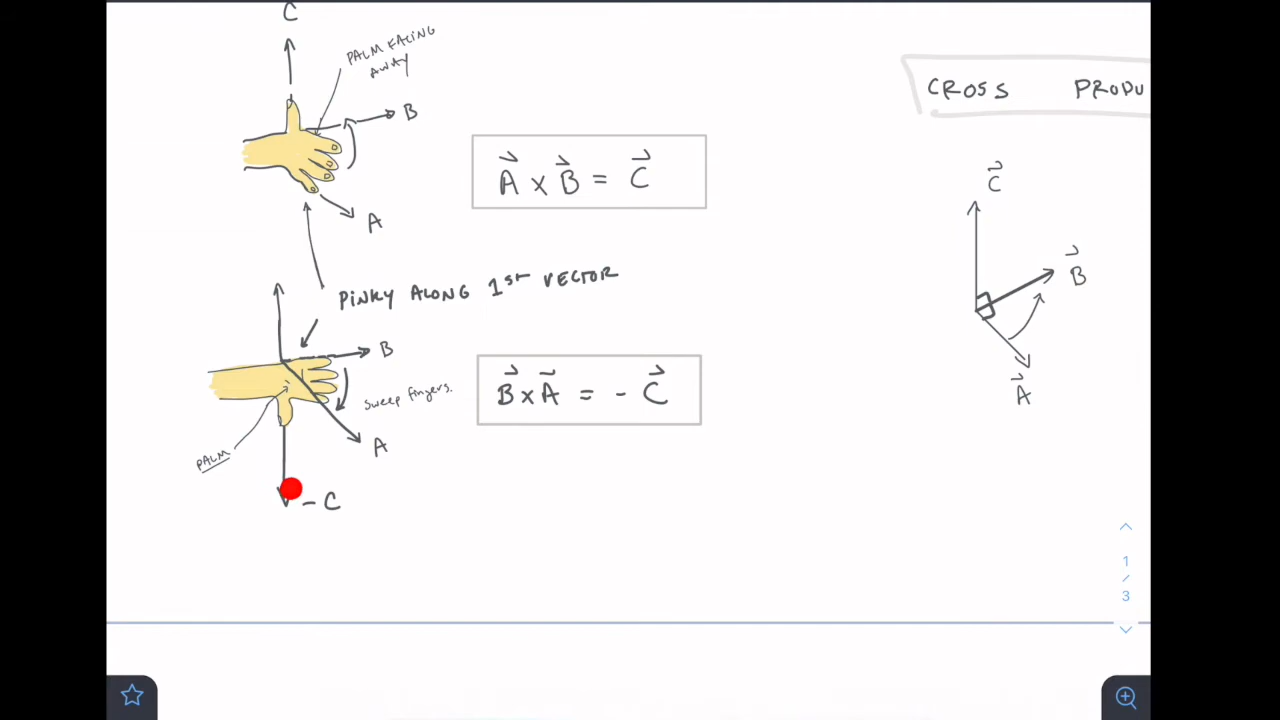 C
PALM FACING
AWAY
B
A
A⃗ x B⃗ = C⃗
CROSS PRODU
C⃗
B⃗
A⃗
PINKY ALONG 1st VECTOR
B
Sweep fingers.
A
PALM
- C
B⃗ x A⃗ = - C⃗
1
/
3